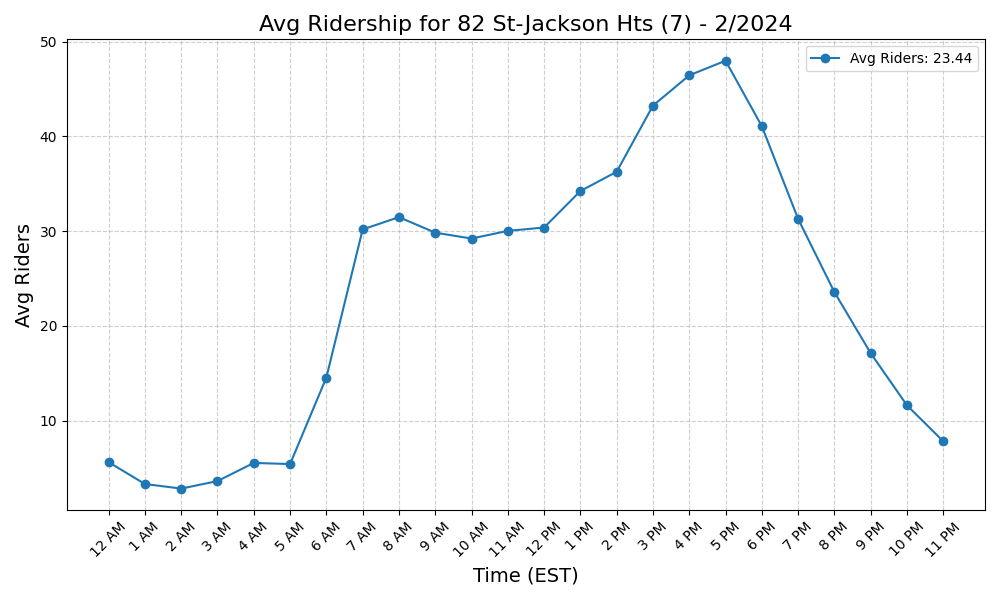 Avg Ridership for 82 St-Jackson Hts (7) - 2/2024
Avg Riders: 23.44
Avg Riders
50
40
30
20
10
12 AM
1 AM
2 AM
3 AM
4 AM
5 AM
6 AM
7 AM
8 AM
9 AM
10 AM
11 AM
12 PM
1 PM
2 PM
3 PM
4 PM
5 PM
6 PM
7 PM
8 PM
9 PM
10 PM
11 PM
Time (EST)